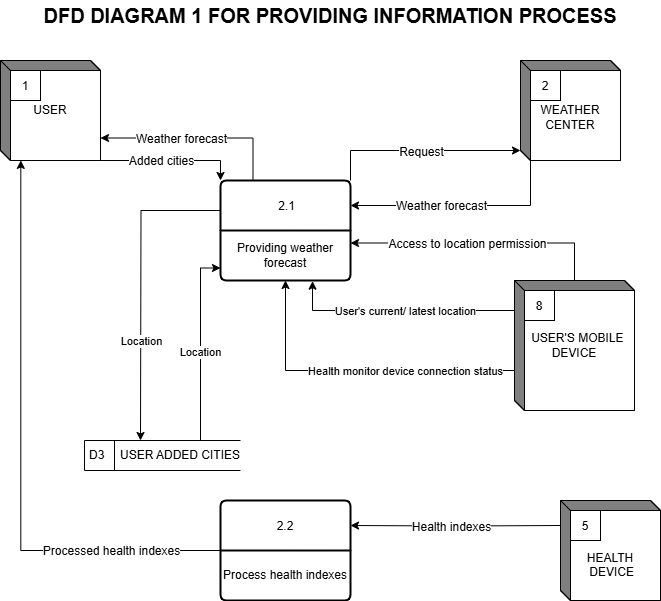 DFD DIAGRAM 1 FOR PROVIDING INFORMATION PROCESS
1
USER
2
WEATHER
CENTER
Weather forecast
Added cities
Request
2.1
Weather forecast
Providing weather
forecast
Access to location permission
8
USER'S MOBILE
DEVICE
User's current/ latest location
Location
Location
Health monitor device connection status
D3
USER ADDED CITIES
2.2
Health indexes
5
HEALTH
DEVICE
Processed health indexes
Process health indexes